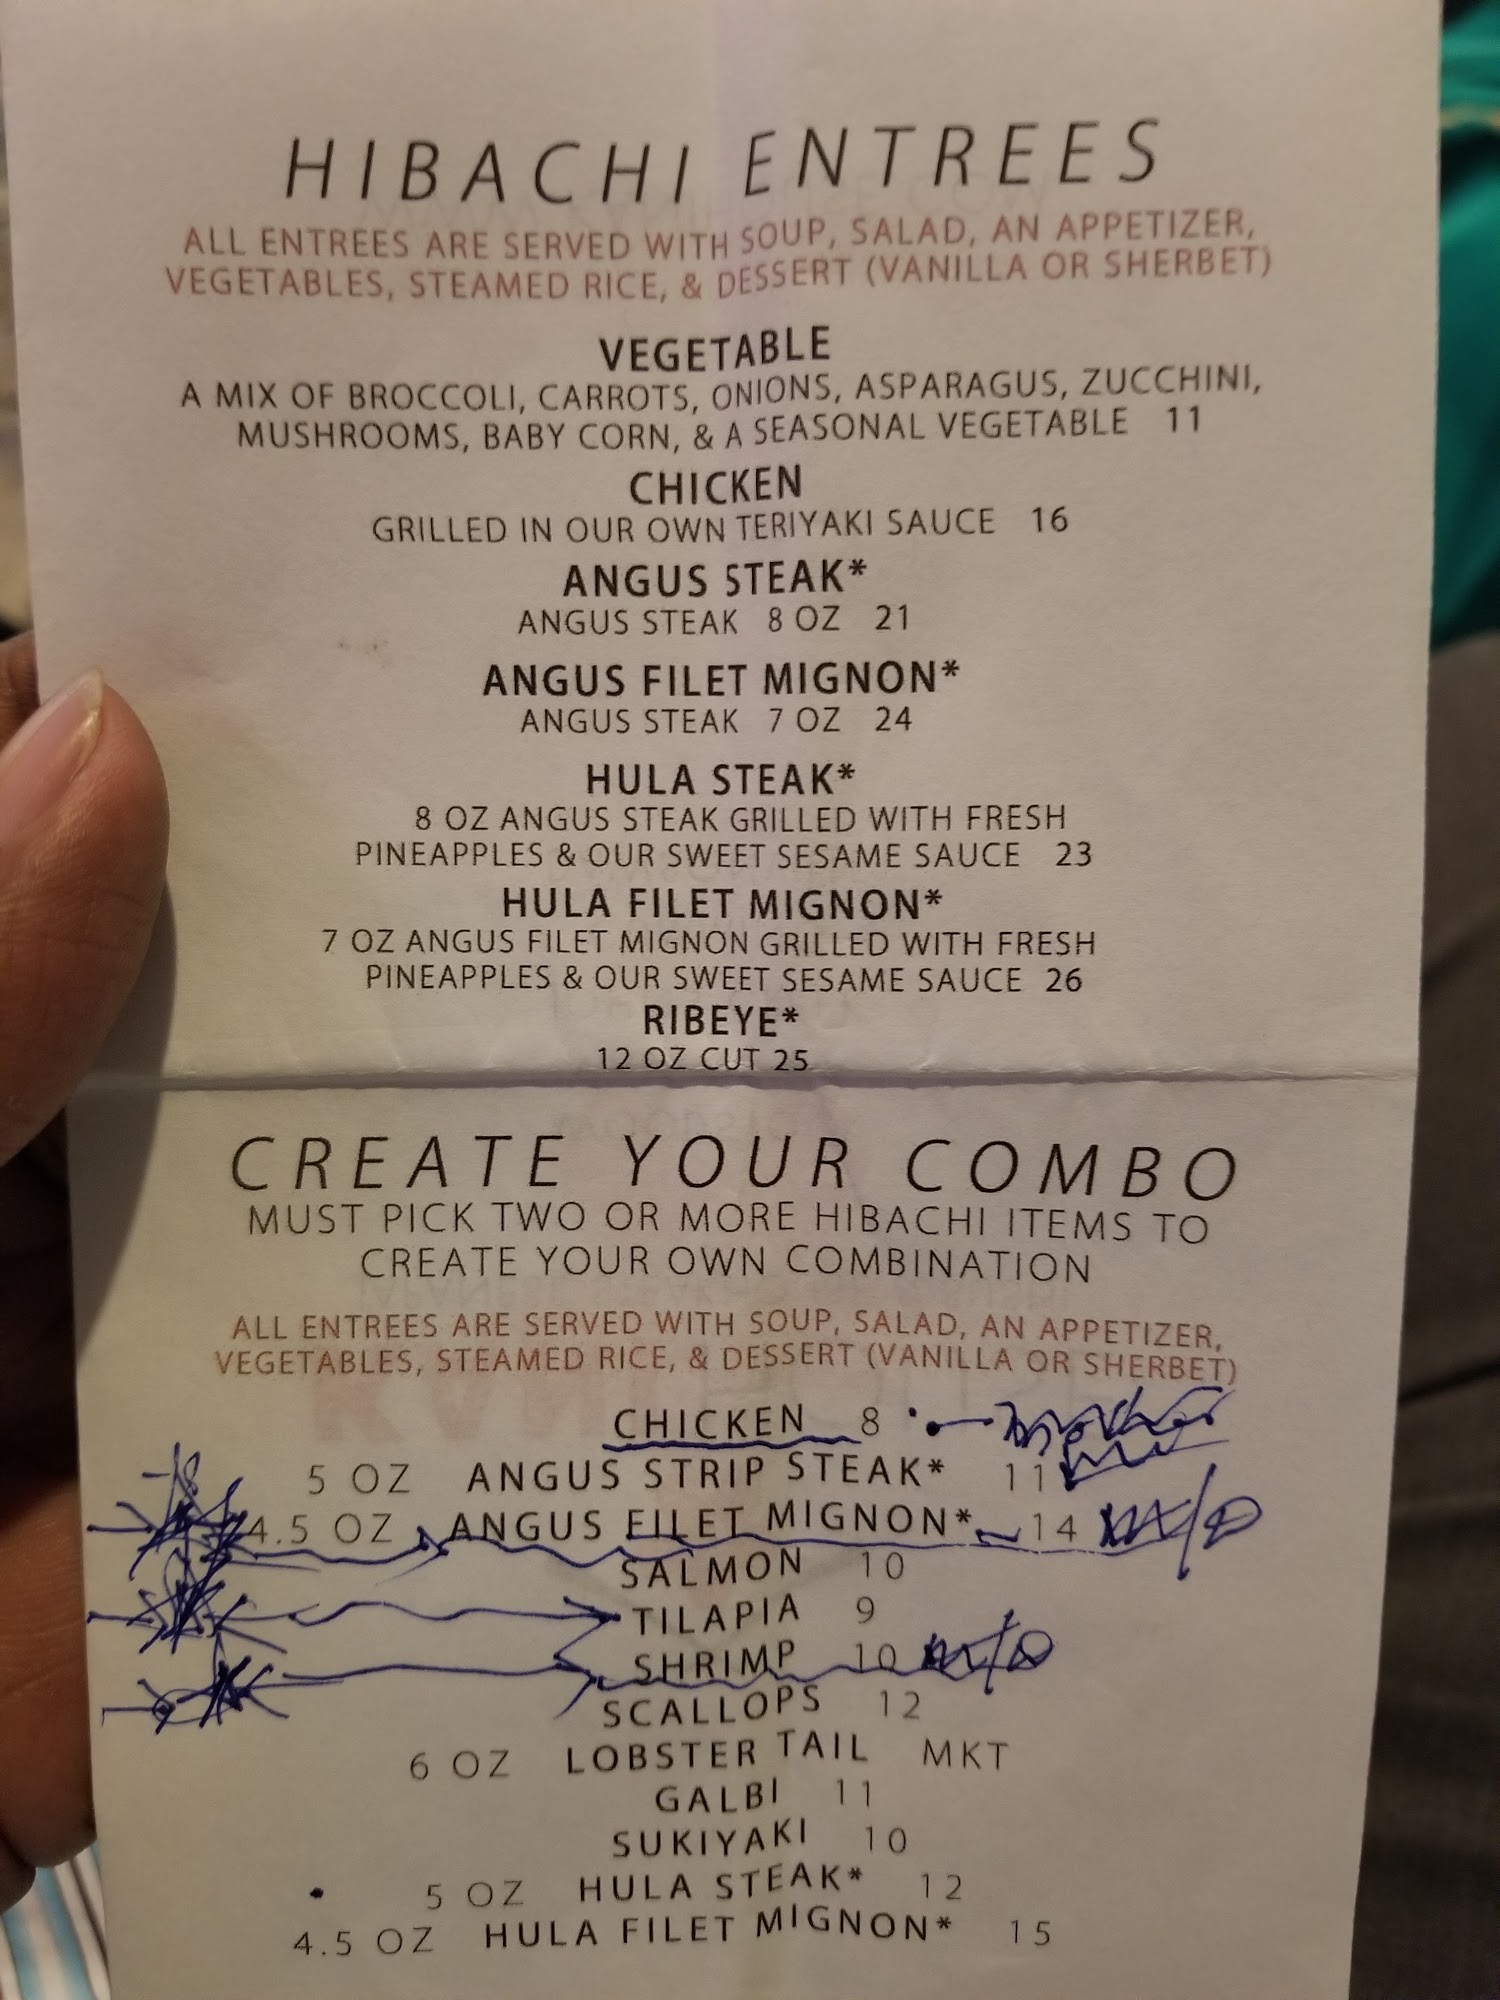 HIBACHI ENTREES
ALL ENTREES ARE SERVED WITH SOUP, SALAD, AN APPETIZER,
VEGETABLES, STEAMED RICE, & DESSERT (VANILLA OR SHERBET)
VEGETABLE
A MIX OF BROCCOLI, CARROTS, ONIONS, ASPARAGUS, ZUCCHINI,
MUSHROOMS, BABY CORN, & A SEASONAL VEGETABLE 11
CHICKEN
GRILLED IN OUR OWN TERIYAKI SAUCE 16
ANGUS STEAK*
ANGUS STEAK 8 OZ 21
ANGUS FILET MIGNON*
ANGUS STEAK 7 OZ 24
HULA STEAK*
8 OZ ANGUS STEAK GRILLED WITH FRESH
PINEAPPLES & OUR SWEET SESAME SAUCE 23
HULA FILET MIGNON*
7 OZ ANGUS FILET MIGNON GRILLED WITH FRESH
PINEAPPLES & OUR SWEET SESAME SAUCE 26
RIBEYE*
12 OZ CUT 25
CREATE YOUR COMBO
MUST PICK TWO OR MORE HIBACHI ITEMS TO
CREATE YOUR OWN COMBINATION
ALL ENTREES ARE SERVED WITH SOUP, SALAD, AN APPETIZER,
VEGETABLES, STEAMED RICE, & DESSERT (VANILLA OR SHERBET)
CHICKEN 8
5 OZ ANGUS STRIP STEAK* 11
4.5 OZ ANGUS FILET MIGNON* 14
SALMON 10
TILAPIA 9
SHRIMP 10
SCALLOPS 12
6 OZ LOBSTER TAIL MKT
GALBI 11
SUKIYAKI 10
5 OZ HULA STEAK* 12
4.5 OZ HULA FILET MIGNON* 15